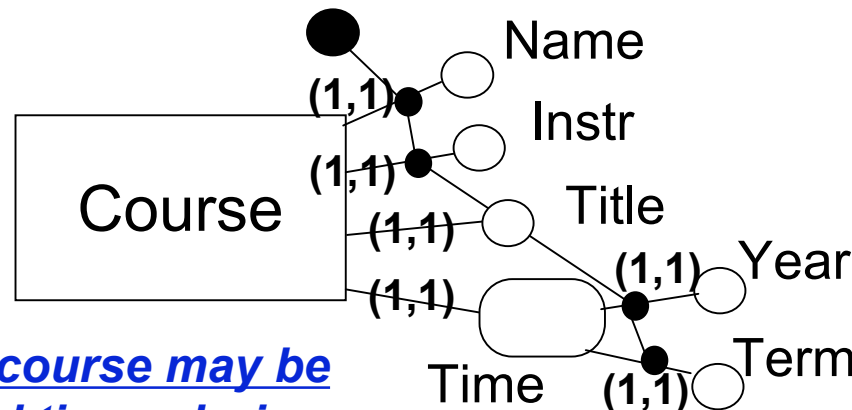 Name
(1,1)
Instr
(1,1)
Course
Title
(1,1)
(1,1) Year
(1,1)
course may be
Time
Term
(1,1)